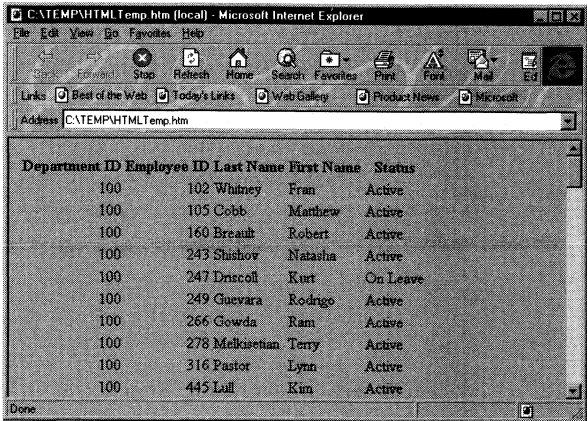 C:\TEMP\HTMLTemp.htm (local) - Microsoft Internet Explorer
File Edit View Go Favorites Help
Back Forward Stop Refresh Home Search Favorites Print Font Mail Ed
Links Best of the Web Today's Links Web Gallery Product News Microsoft
Address C:\TEMP\HTMLTemp.htm
Department ID Employee ID Last Name First Name Status
100 102 Whitney Fran Active
100 105 Cobb Matthew Active
100 160 Breault Robert Active
100 243 Shishov Natasha Active
100 247 Driscoll Kurt On Leave
100 249 Guevara Rodrigo Active
100 266 Gowda Ram Active
100 278 Melkisetian Terry Active
100 316 Pastor Lynn Active
100 445 Lull Kim Active
Done